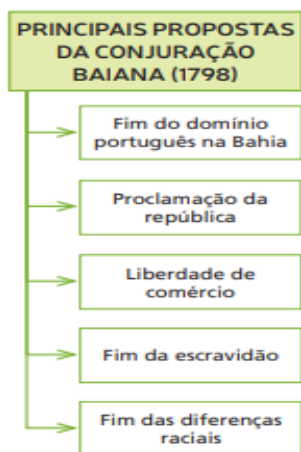 PRINCIPAIS PROPOSTAS
DA CONJURAÇÃO
BAIANA (1798)
Fim do domínio
português na Bahia
Proclamação da
república
Liberdade de
comércio
Fim da escravidão
Fim das diferenças
raciais